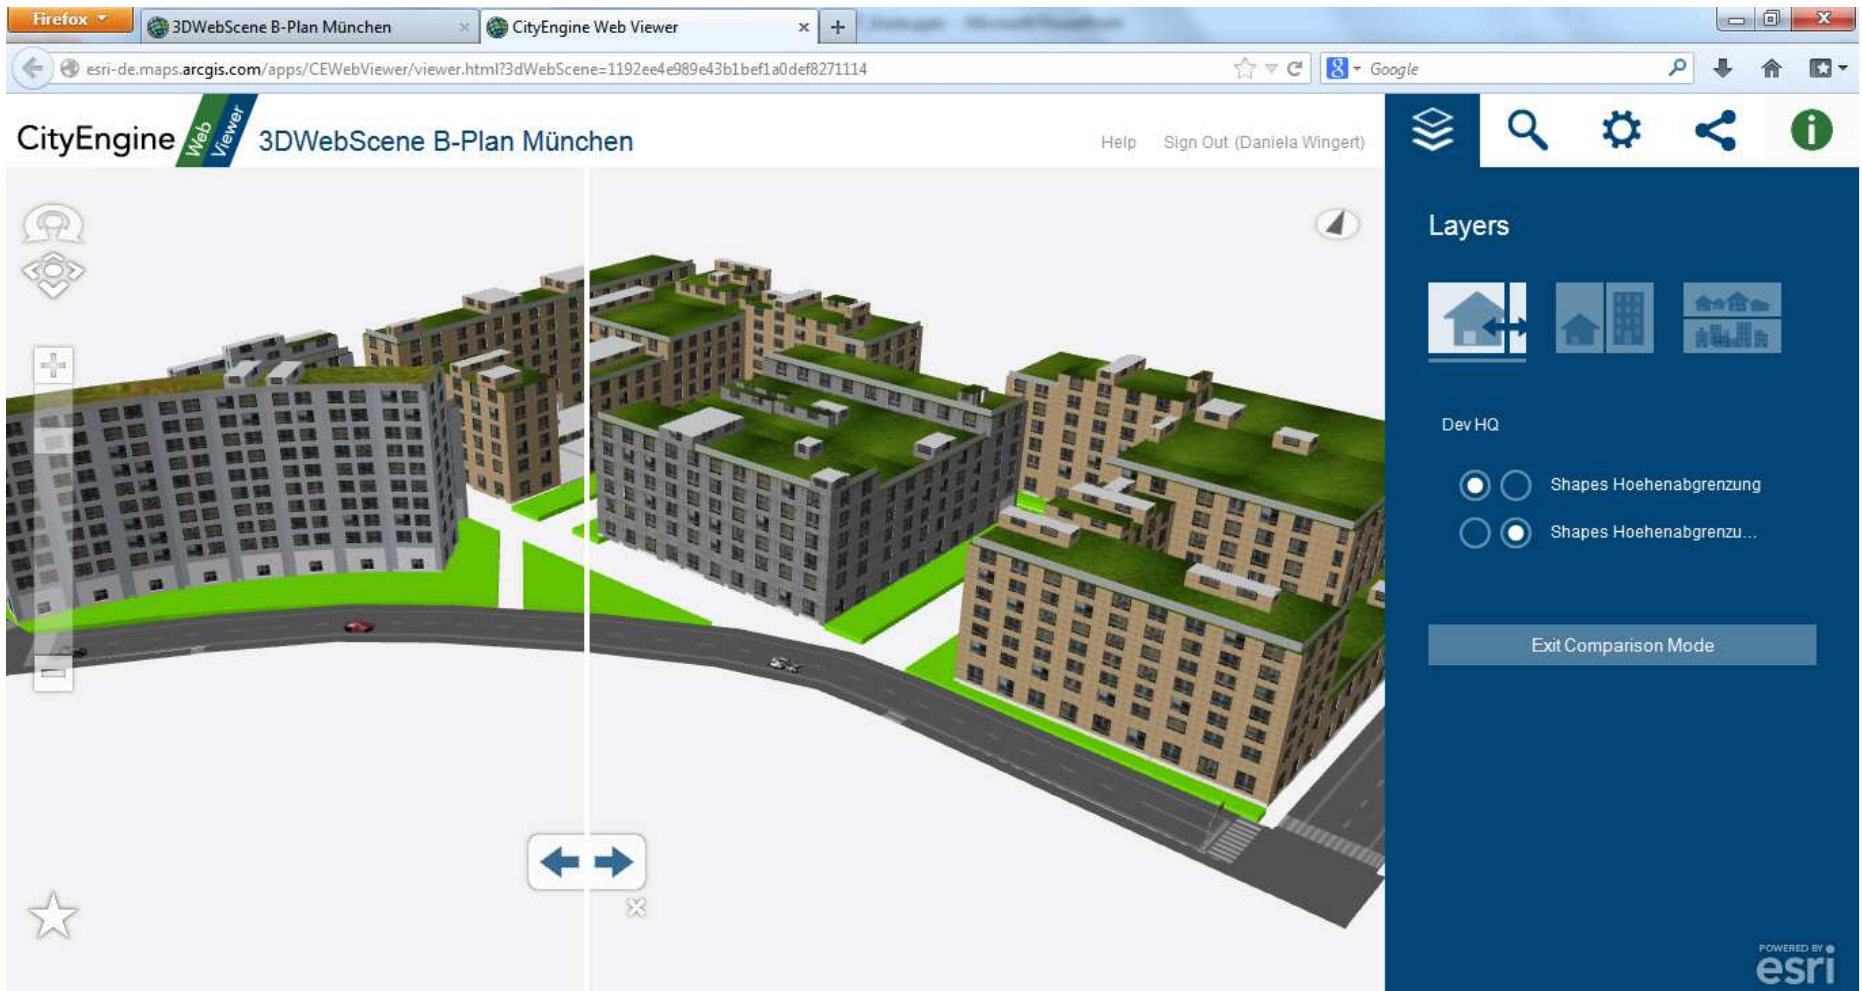 Firefox
3DWebScene B-Plan München
CityEngine Web Viewer
esri-de.maps.arcgis.com/apps/CEWebViewer/viewer.html?3dWebScene=1192ee4e989e43b1bef1a0def8271114
Google
CityEngine Web Viewer
3DWebScene B-Plan München
Help
Sign Out (Daniela Wingert)
Layers
Dev HQ
Shapes Hoehenabgrenzung
Shapes Hoehenabgrenzu...
Exit Comparison Mode
POWERED BY
esri